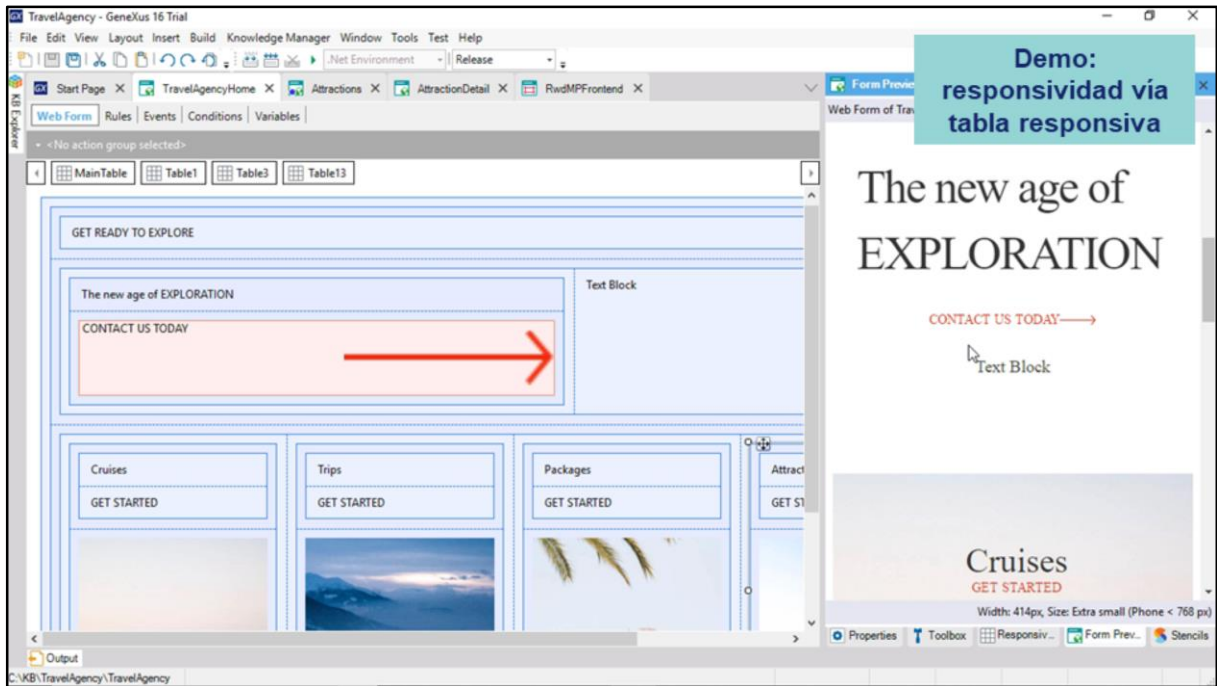 TravelAgency - GeneXus 16 Trial
File Edit View Layout Insert Build Knowledge Manager Window Tools Test Help
.Net Environment Release
Demo:
responsividad vía
tabla responsiva
KB Explorer
Start Page TravelAgencyHome Attractions AttractionDetail RwdMPFrontend
Form Previe
Web Form Rules Events Conditions Variables
Web Form of Tra
<No action group selected>
MainTable Table1 Table3 Table13
GET READY TO EXPLORE
The new age of EXPLORATION
Text Block
CONTACT US TODAY
Cruises Trips Packages Attract
GET STARTED GET STARTED GET STARTED GET ST
The new age of
EXPLORATION
CONTACT US TODAY
Text Block
Cruises
GET STARTED
Width: 414px, Size: Extra small (Phone < 768 px)
Properties Toolbox Responsiv... Form Prev... Stencils
Output
C:\KB\TravelAgency\TravelAgency